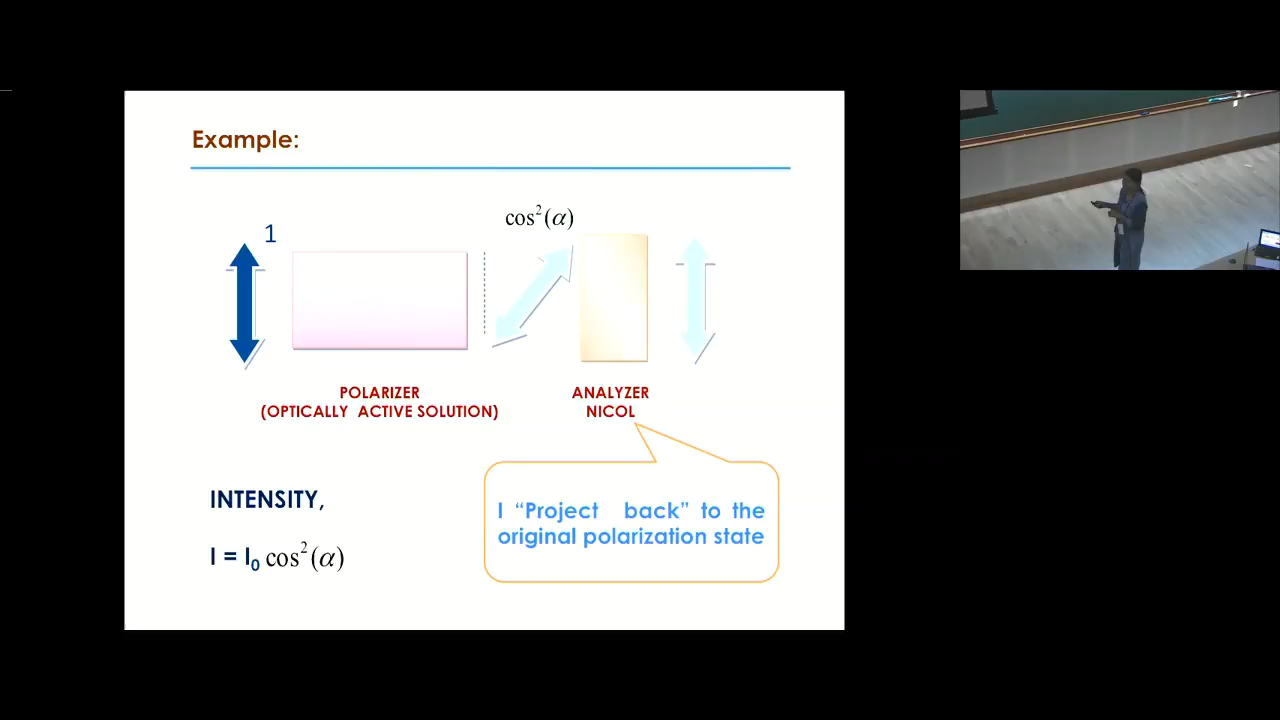 Example:
cos²(α)
1
POLARIZER
(OPTICALLY ACTIVE SOLUTION)
ANALYZER
NICOL
INTENSITY,
I = I₀ cos²(α)
I “Project back” to the
original polarization state